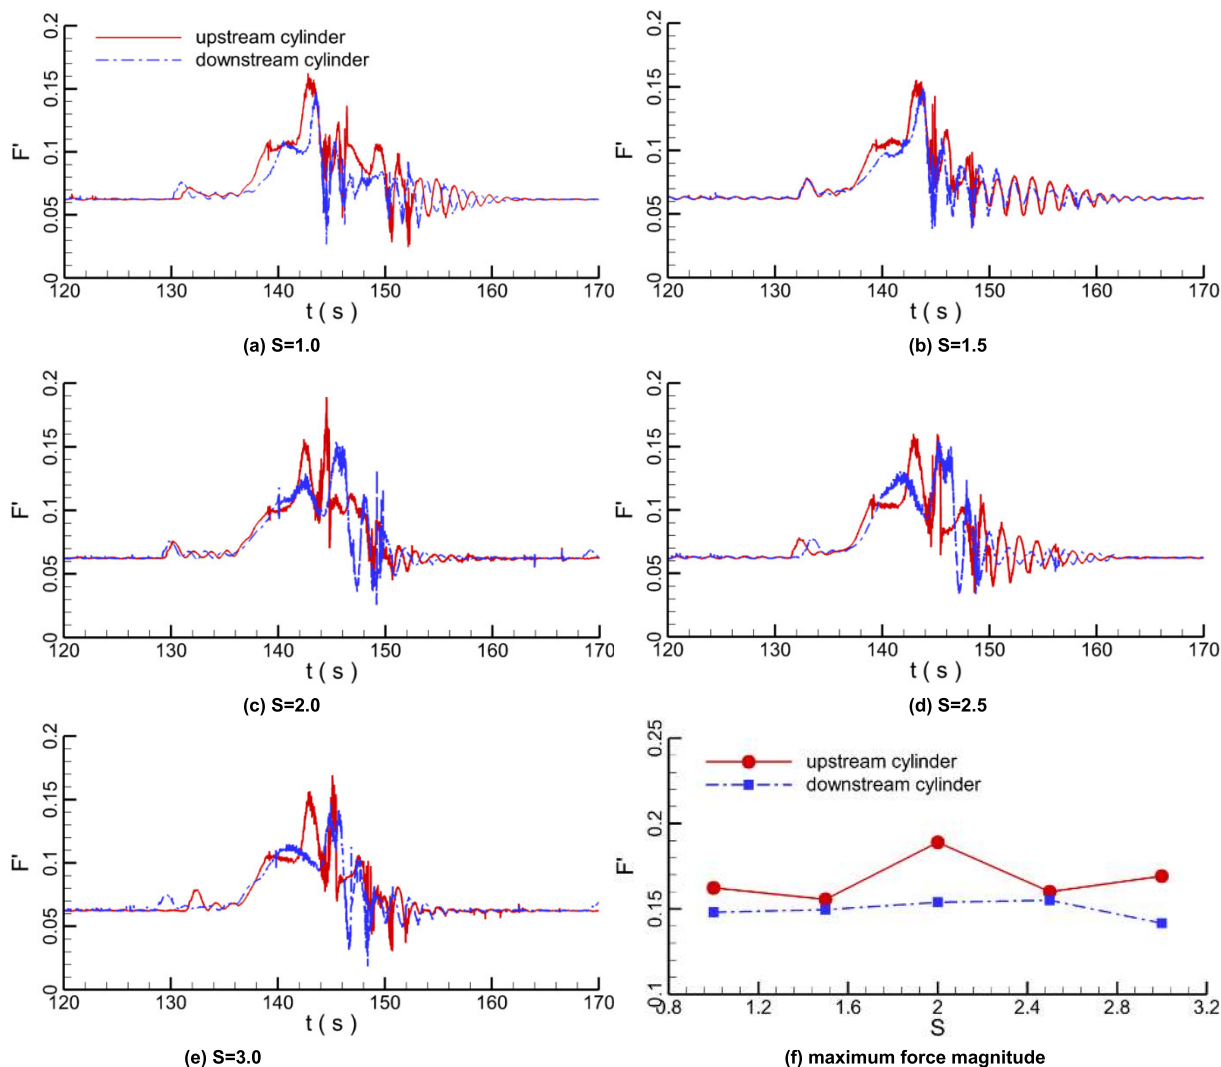 0.2
0.15
0.1
0.05
0
F'
upstream cylinder
downstream cylinder
120 130 140 150 160 170
t ( s )
(a) S=1.0
0.2
0.15
0.1
0.05
0
F'
120 130 140 150 160 170
t ( s )
(b) S=1.5
0.2
0.15
0.1
0.05
0
F'
120 130 140 150 160 170
t ( s )
(c) S=2.0
0.2
0.15
0.1
0.05
0
F'
120 130 140 150 160 170
t ( s )
(d) S=2.5
0.2
0.15
0.1
0.05
0
F'
120 130 140 150 160 170
t ( s )
(e) S=3.0
0.25
0.2
0.15
0.1
F'
upstream cylinder
downstream cylinder
0.8 1.2 1.6 2 2.4 2.8 3.2
S
(f) maximum force magnitude